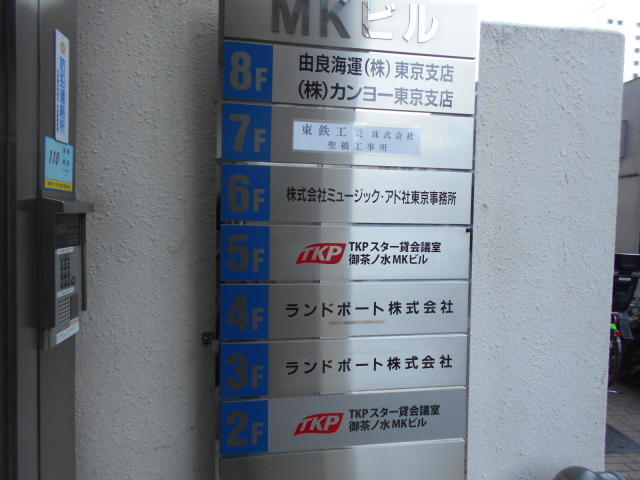 MKビル
8F
由良海運(株)東京支店
(株)カンヨー東京支店
7F
東鉄工業株式会社
聖橋工事所
6F
株式会社ミュージック・アド社東京事務所
5F
TKP TKPスター貸会議室
御茶ノ水MKビル
4F
ランドポート株式会社
3F
ランドポート株式会社
2F
TKP TKPスター貸会議室
御茶ノ水MKビル
防犯連絡所
110